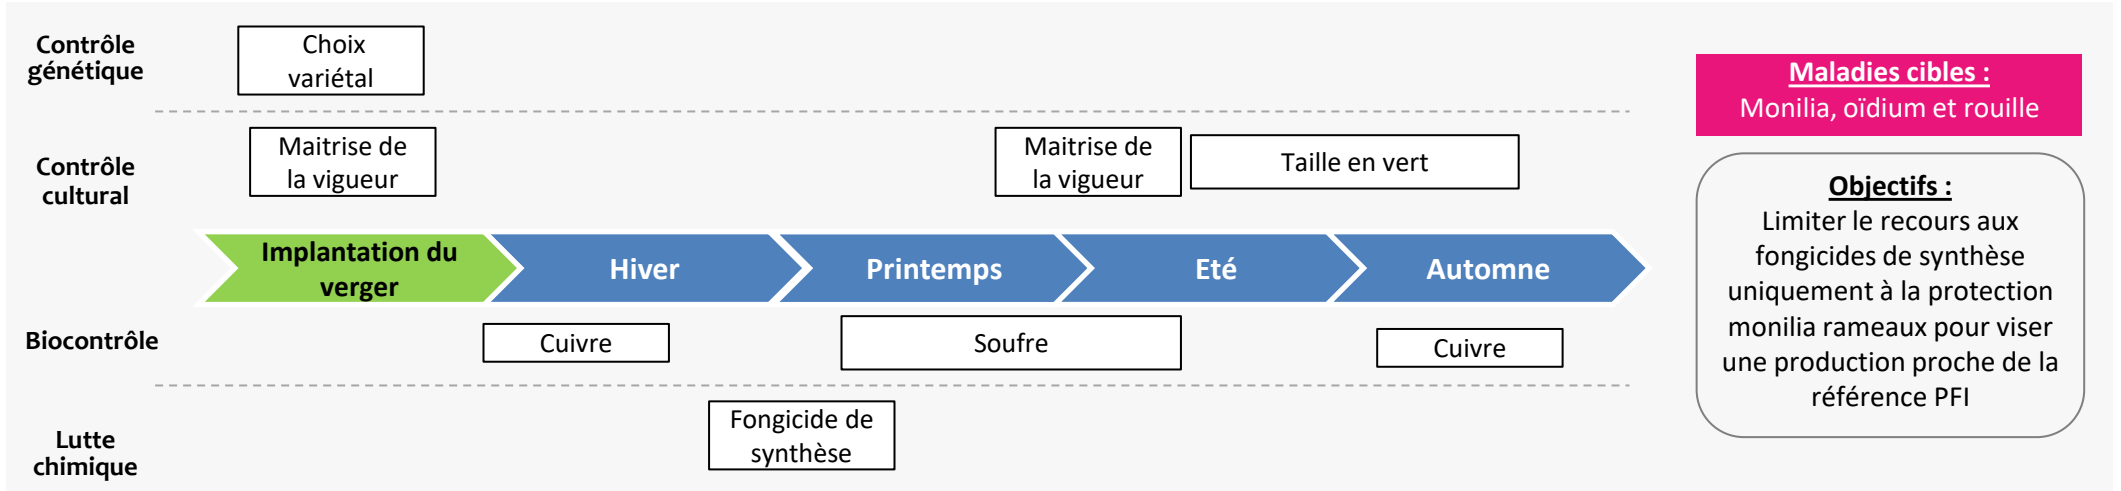 Contrôle
génétique
Choix
variétal
Contrôle
cultural
Maitrise de
la vigueur
Maitrise de
la vigueur
Taille en vert
Implantation du
verger
Hiver
Printemps
Eté
Automne
Biocontrôle
Cuivre
Soufre
Cuivre
Lutte
chimique
Fongicide de
synthèse
Maladies cibles :
Monilia, oïdium et rouille
Objectifs :
Limiter le recours aux
fongicides de synthèse
uniquement à la protection
monilia rameaux pour viser
une production proche de la
référence PFI